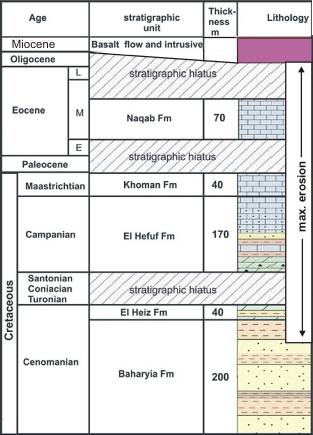 Age stratigraphic unit Thick-ness m Lithology
Miocene Basalt flow and intrusive
Oligocene
stratigraphic hiatus
L
Eocene
M
Naqab Fm 70
E
stratigraphic hiatus
Paleocene
Maastrichtian Khoman Fm 40
Campanian El Hefuf Fm 170
Santonian
Coniacian
Turonian
stratigraphic hiatus
El Heiz Fm 40
Cenomanian Baharyia Fm 200
Cretaceous
max. erosion